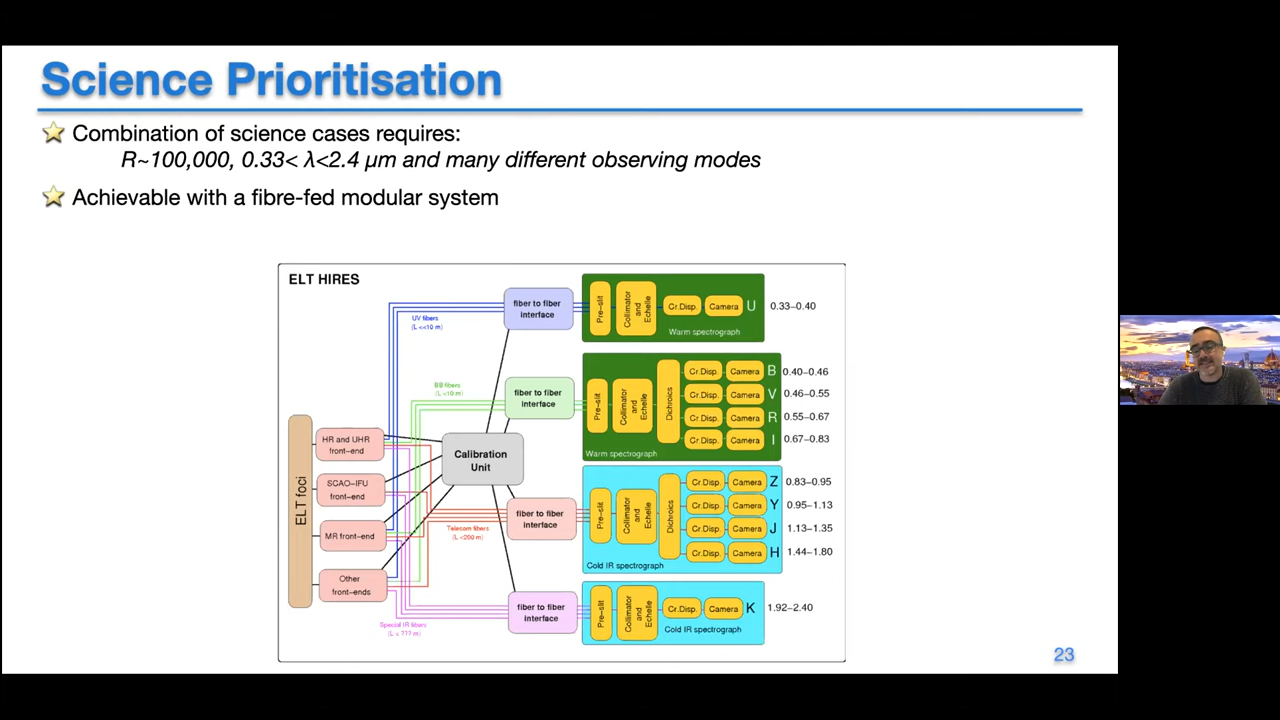 Science Prioritisation
Combination of science cases requires:
R~100,000, 0.33< λ<2.4 µm and many different observing modes
Achievable with a fibre-fed modular system
ELT HIRES
ELT foci
HR and UHR
front-end
SCAO-IFU
front-end
MR front-end
Other
front-ends
UV fibers
(L <<10 m)
BB fibers
(L <10 m)
Telecom fibers
(L <200 m)
Special IR fibers
(L < ??? m)
Calibration
Unit
fiber to fiber
interface
fiber to fiber
interface
fiber to fiber
interface
fiber to fiber
interface
Pre-slit
Collimator
and
Echelle
Cr.Disp.
Camera
U
0.33-0.40
Warm spectrograph
Pre-slit
Collimator
and
Echelle
Dichroics
Cr.Disp.
Camera
B
0.40-0.46
Cr.Disp.
Camera
V
0.46-0.55
Cr.Disp.
Camera
R
0.55-0.67
Cr.Disp.
Camera
I
0.67-0.83
Warm spectrograph
Pre-slit
Collimator
and
Echelle
Dichroics
Cr.Disp.
Camera
Z
0.83-0.95
Cr.Disp.
Camera
Y
0.95-1.13
Cr.Disp.
Camera
J
1.13-1.35
Cr.Disp.
Camera
H
1.44-1.80
Cold IR spectrograph
Pre-slit
Collimator
and
Echelle
Cr.Disp.
Camera
K
1.92-2.40
Cold IR spectrograph
23